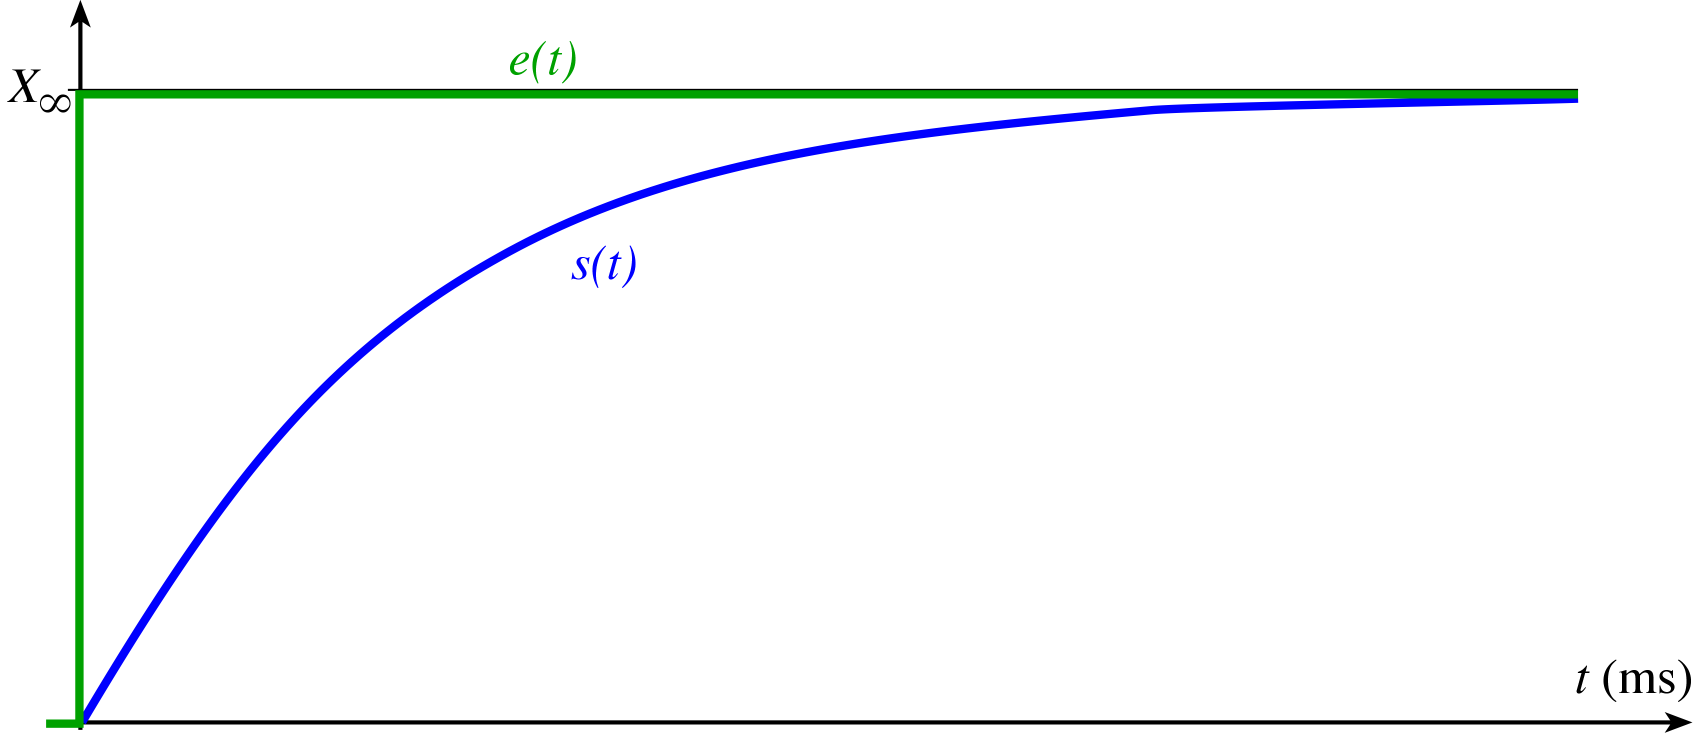 e(t)
X∞
s(t)
t (ms)